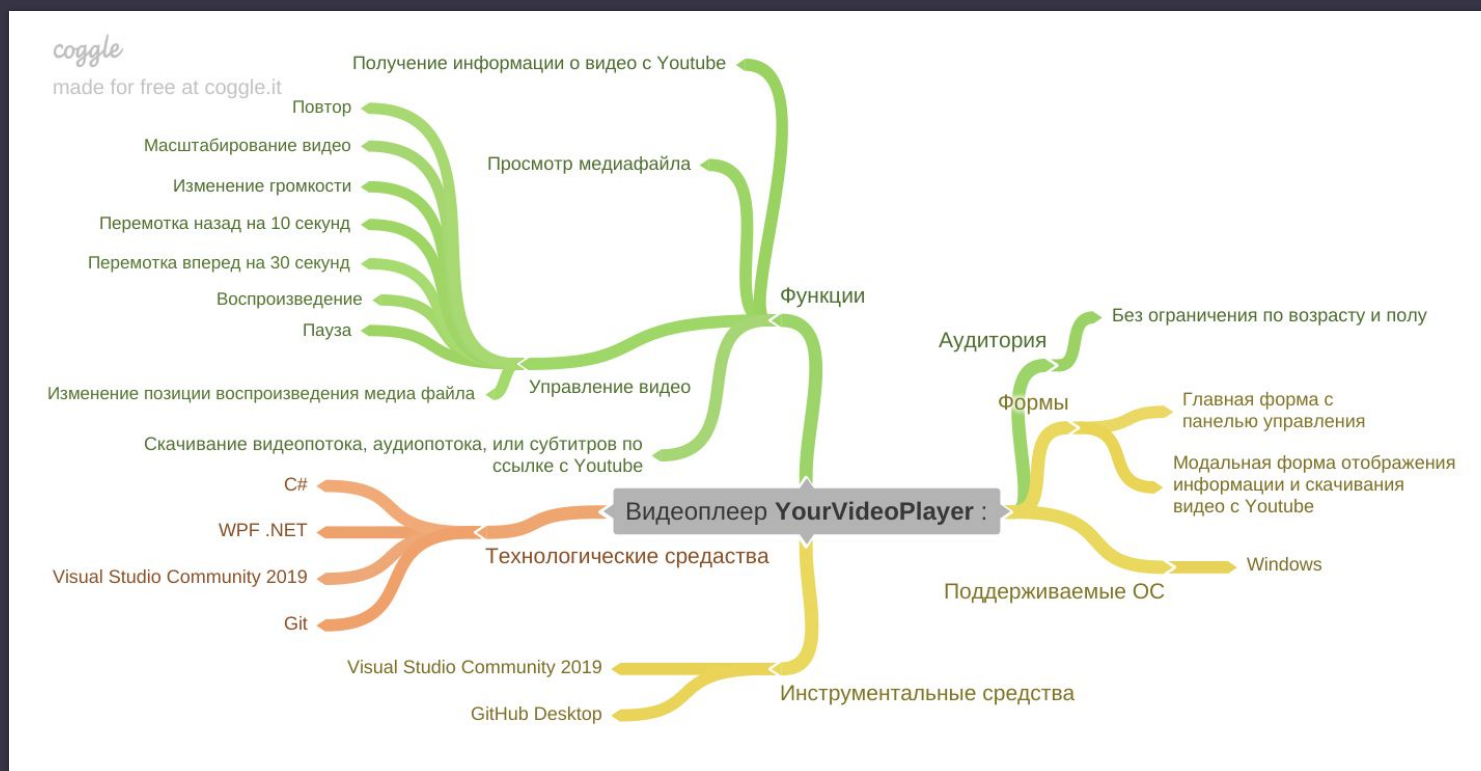 coggle
made for free at coggle.it
Получение информации о видео с Youtube
Повтор
Масштабирование видео
Просмотр медиафайла
Изменение громкости
Перемотка назад на 10 секунд
Перемотка вперед на 30 секунд
Воспроизведение
Пауза
Изменение позиции воспроизведения медиа файла
Управление видео
Функции
Скачивание видеопотока, аудиопотока, или субтитров по
ссылке с Youtube
Аудитория
Без ограничения по возрасту и полу
Формы
Главная форма с
панелью управления
Модальная форма отображения
информации и скачивания
видео с Youtube
Видеоплеер YourVideoPlayer :
C#
WPF .NET
Visual Studio Community 2019
Git
Технологические средаства
Поддерживаемые ОС
Windows
Visual Studio Community 2019
GitHub Desktop
Инструментальные средства